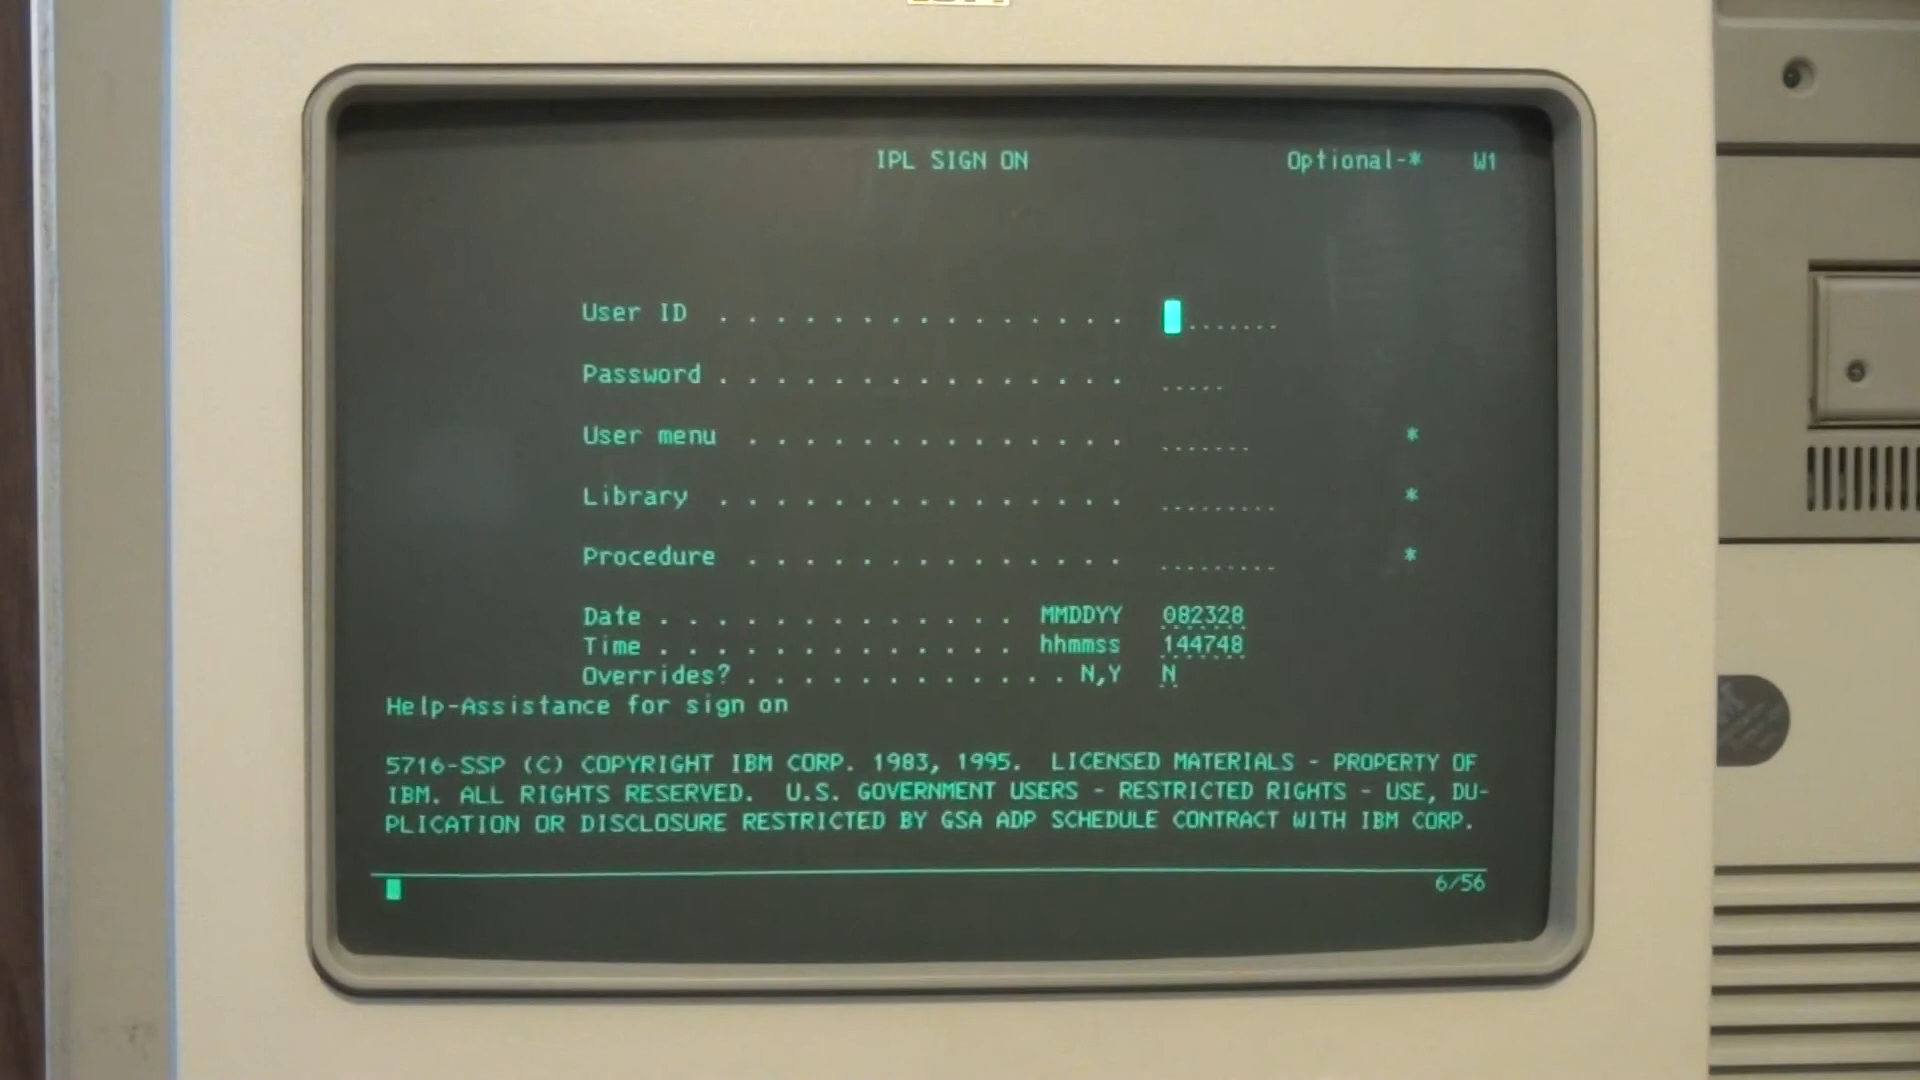 IPL SIGN ON Optional-* W1
User ID . . . . . . . . . . . . . . .
Password . . . . . . . . . . . . . . .
User menu . . . . . . . . . . . . . . *
Library . . . . . . . . . . . . . . . *
Procedure . . . . . . . . . . . . . . *
Date . . . . . . . . . . . . . MMDDYY 082328
Time . . . . . . . . . . . . . hhmmss 144748
Overrides? . . . . . . . . . . . . N,Y N
Help-Assistance for sign on
5716-SSP (C) COPYRIGHT IBM CORP. 1983, 1995. LICENSED MATERIALS - PROPERTY OF
IBM. ALL RIGHTS RESERVED. U.S. GOVERNMENT USERS - RESTRICTED RIGHTS - USE, DU-
PLICATION OR DISCLOSURE RESTRICTED BY GSA ADP SCHEDULE CONTRACT WITH IBM CORP.
6/56